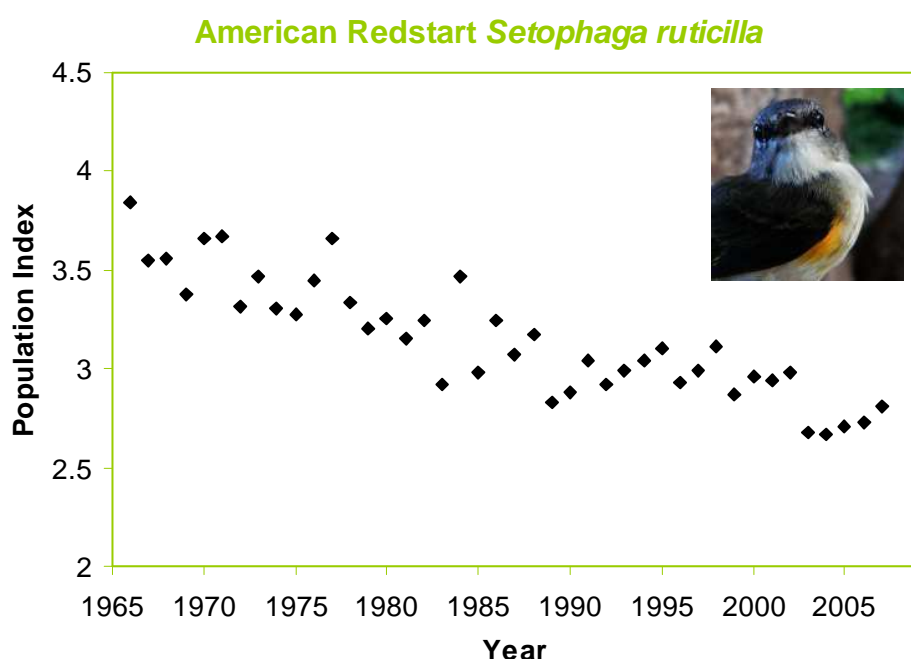 American Redstart Setophaga ruticilla
4.5
4
3.5
3
2.5
2
Population Index
1965 1970 1975 1980 1985 1990 1995 2000 2005
Year